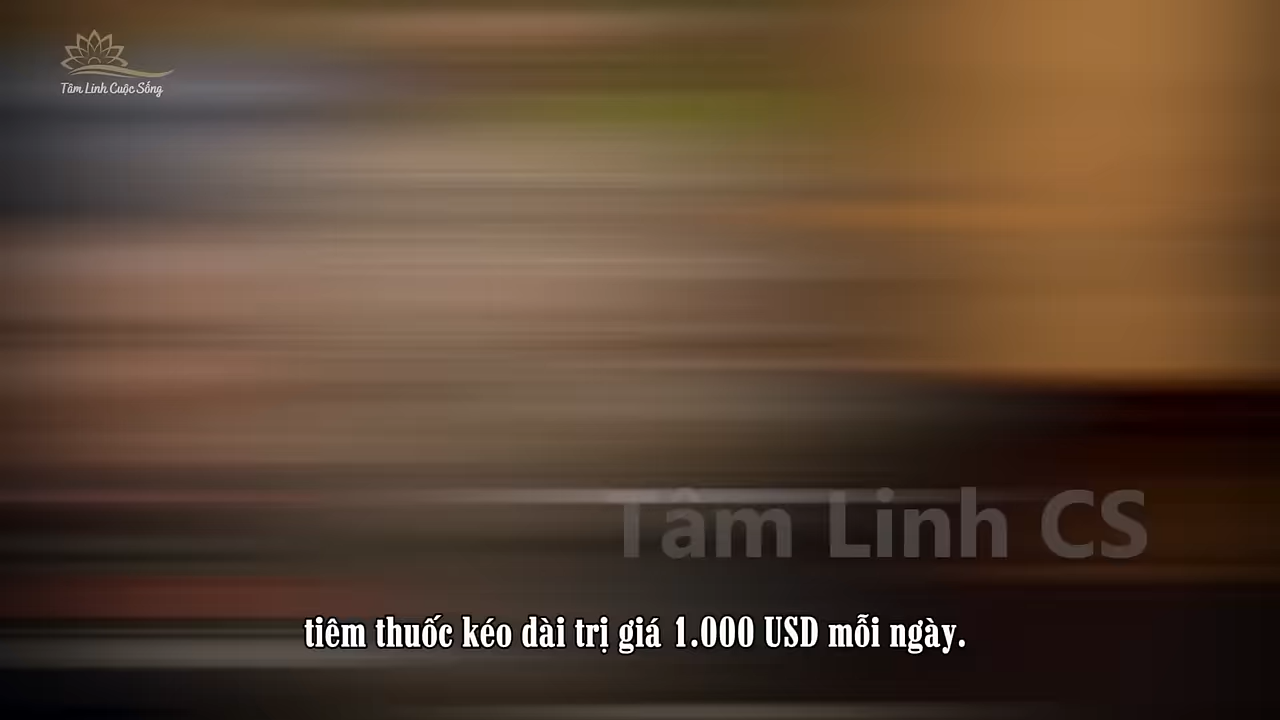 Tâm Linh Cuộc Sống
Tâm Linh CS
tiêm thuốc kéo dài trị giá 1.000 USD mỗi ngày.